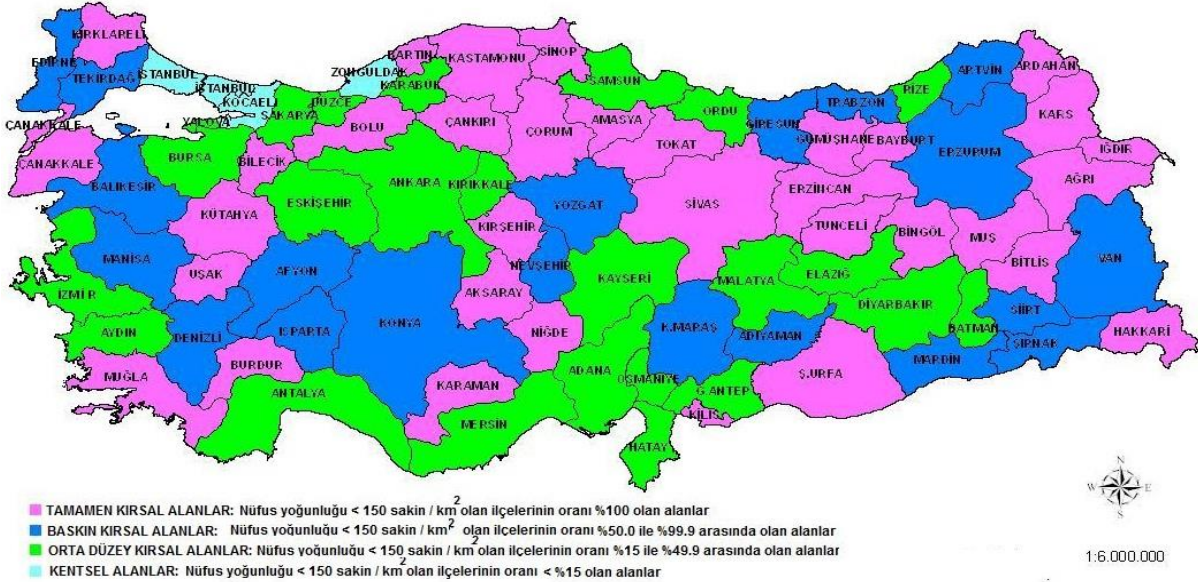 KIRKLARELİ
EDİRNE
TEKİRDAĞ
İSTANBUL
İSTANBUL
KOCAELİ
YALOVA
SAKARYA
DÜZCE
ZONGULDAK
BARTIN
KARABÜK
KASTAMONU
SİNOP
SAMSUN
ORDU
GİRESUN
TRABZON
RİZE
ARTVİN
ARDAHAN
KARS
ÇANAKKALE
ÇANAKKALE
BOLU
ÇANKIRI
ÇORUM
AMASYA
TOKAT
GÜMÜŞHANE
BAYBURT
ERZURUM
IĞDIR
AĞRI
BURSA
BİLECİK
BALIKESİR
KÜTAHYA
ESKİŞEHİR
ANKARA
KIRIKKALE
YOZGAT
KIRŞEHİR
SİVAS
ERZİNCAN
TUNCELİ
BİNGÖL
MUŞ
BİTLİS
VAN
MANİSA
UŞAK
AFYON
NEVŞEHİR
KAYSERİ
MALATYA
ELAZIĞ
DİYARBAKIR
SİİRT
BATMAN
ŞIRNAK
HAKKARİ
İZMİR
AYDIN
DENİZLİ
ISPARTA
KONYA
AKSARAY
NİĞDE
K.MARAŞ
ADIYAMAN
MARDİN
Ş.URFA
MUĞLA
BURDUR
ANTALYA
KARAMAN
MERSİN
ADANA
OSMANİYE
G.ANTEP
KİLİS
HATAY
N
W
E
S
TAMAMEN KIRSAL ALANLAR: Nüfus yoğunluğu < 150 sakin / km² olan ilçelerinin oranı %100 olan alanlar
BASKIN KIRSAL ALANLAR: Nüfus yoğunluğu < 150 sakin / km² olan ilçelerinin oranı %50.0 ile %99.9 arasında olan alanlar
ORTA DÜZEY KIRSAL ALANLAR: Nüfus yoğunluğu < 150 sakin / km² olan ilçelerinin oranı %15 ile %49.9 arasında olan alanlar
KENTSEL ALANLAR: Nüfus yoğunluğu < 150 sakin / km² olan ilçelerinin oranı < %15 olan alanlar
1:6.000.000